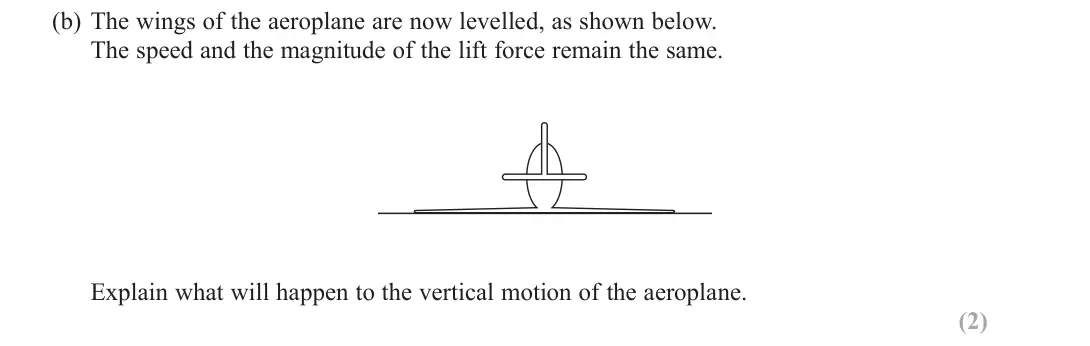 (b) The wings of the aeroplane are now levelled, as shown below.
The speed and the magnitude of the lift force remain the same.
Explain what will happen to the vertical motion of the aeroplane.
(2)